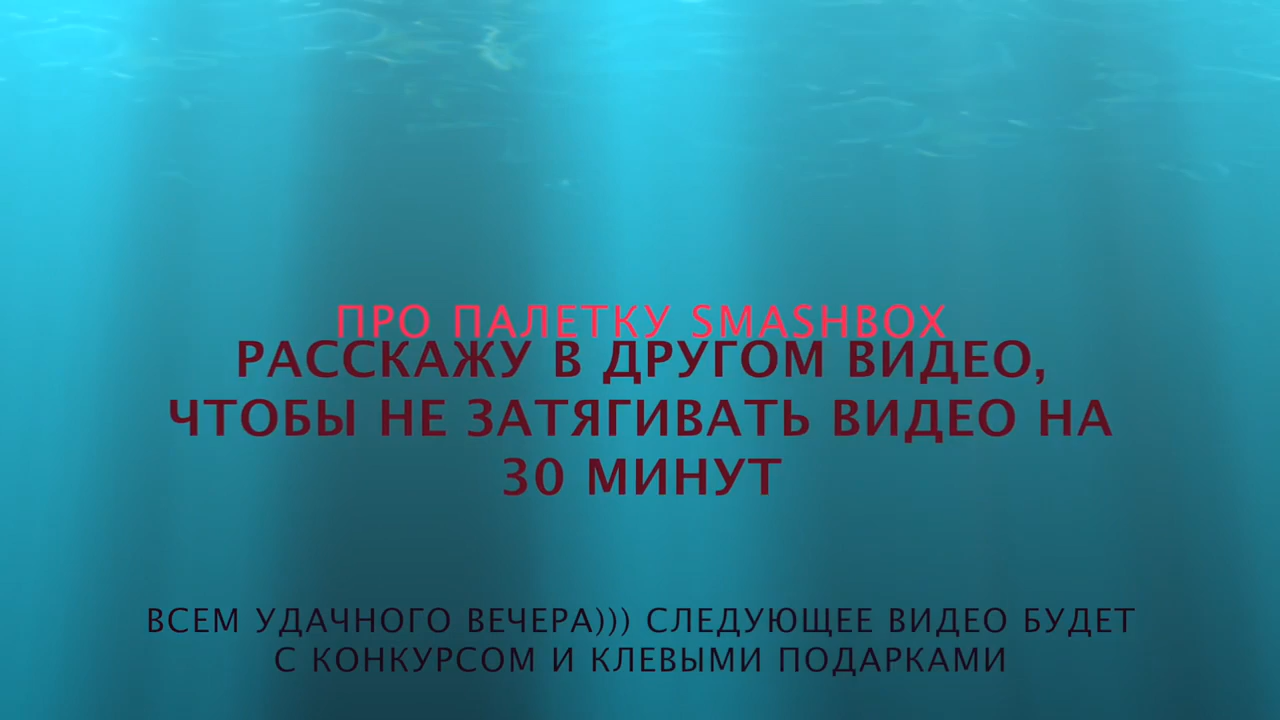 ПРО ПАЛЕТКУ SMASHBOX
РАССКАЖУ В ДРУГОМ ВИДЕО,
ЧТОБЫ НЕ ЗАТЯГИВАТЬ ВИДЕО НА
30 МИНУТ
ВСЕМ УДАЧНОГО ВЕЧЕРА))) СЛЕДУЮЩЕЕ ВИДЕО БУДЕТ
С КОНКУРСОМ И КЛЕВЫМИ ПОДАРКАМИ